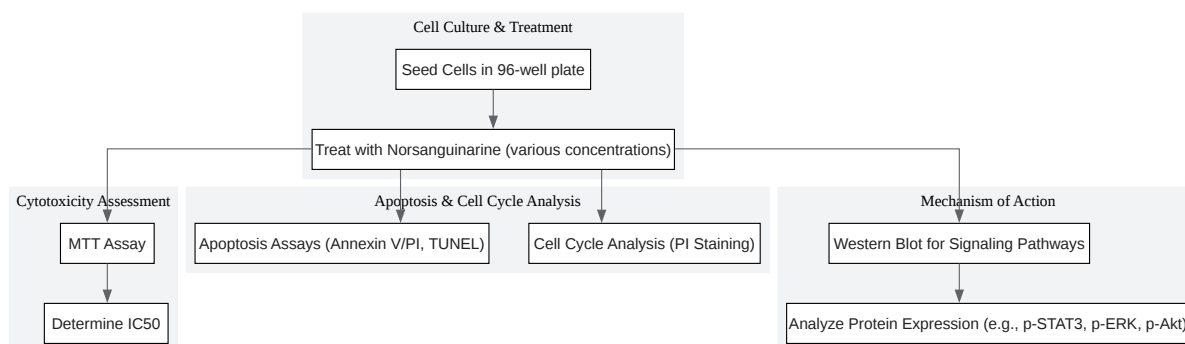 Cell Culture & Treatment
Seed Cells in 96-well plate
Treat with Norsanguinarine (various concentrations)
Cytotoxicity Assessment
MTT Assay
Determine IC50
Apoptosis & Cell Cycle Analysis
Apoptosis Assays (Annexin V/PI, TUNEL)
Cell Cycle Analysis (PI Staining)
Mechanism of Action
Western Blot for Signaling Pathways
Analyze Protein Expression (e.g., p-STAT3, p-ERK, p-Akt)